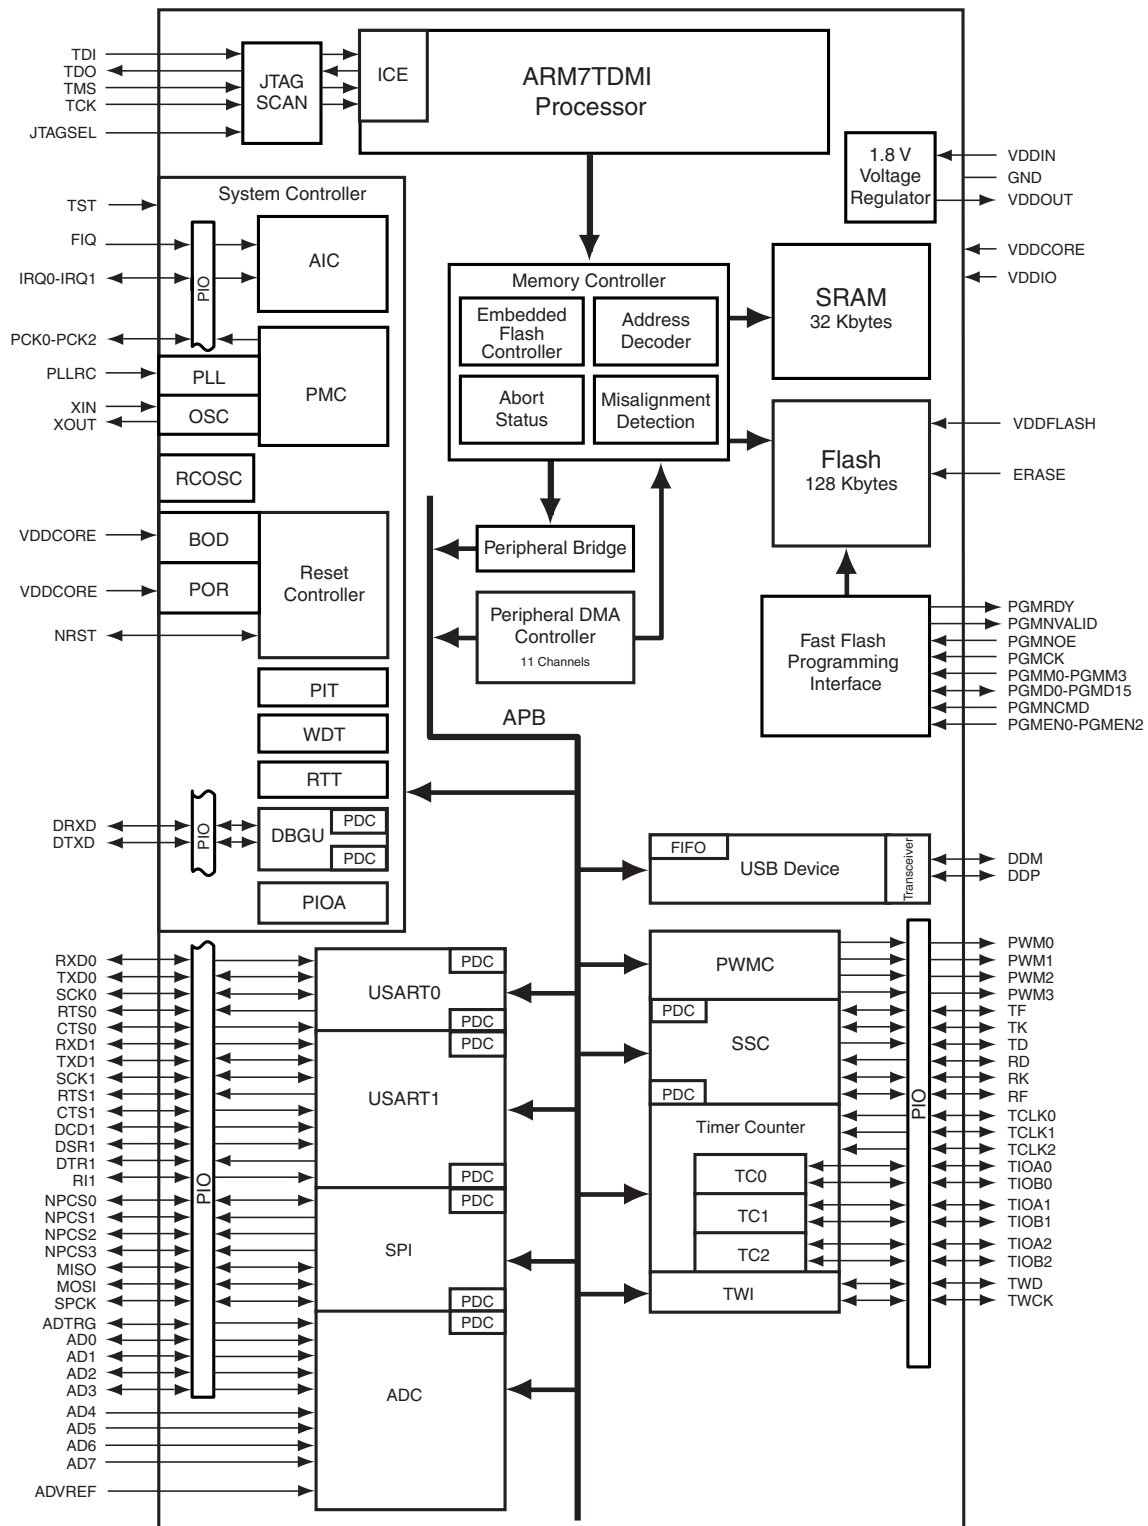 TDI
TDO
TMS
TCK
JTAGSEL
JTAG
SCAN
ICE
ARM7TDMI
Processor
1.8 V
Voltage
Regulator
VDDIN
GND
VDDOUT
VDDCORE
VDDIO
System Controller
TST
FIQ
IRQ0-IRQ1
PCK0-PCK2
PLLRC
XIN
XOUT
PIO
AIC
PLL
OSC
PMC
RCOSC
VDDCORE
VDDCORE
NRST
BOD
POR
Reset
Controller
PIT
WDT
RTT
DRXD
DTXD
PIO
DBGU
PDC
PDC
PIOA
Memory Controller
Embedded
Flash
Controller
Address
Decoder
Abort
Status
Misalignment
Detection
SRAM
32 Kbytes
Flash
128 Kbytes
VDDFLASH
ERASE
Peripheral Bridge
Peripheral DMA
Controller
11 Channels
APB
Fast Flash
Programming
Interface
PGMRDY
PGMNVALID
PGMNOE
PGMCK
PGMM0-PGMM3
PGMD0-PGMD15
PGMNCMD
PGMEN0-PGMEN2
FIFO
USB Device
Transceiver
DDM
DDP
RXD0
TXD0
SCK0
RTS0
CTS0
RXD1
TXD1
SCK1
RTS1
CTS1
DCD1
DSR1
DTR1
RI1
NPCS0
NPCS1
NPCS2
NPCS3
MISO
MOSI
SPCK
ADTRG
AD0
AD1
AD2
AD3
AD4
AD5
AD6
AD7
ADVREF
PIO
PDC
USART0
PDC
PDC
USART1
PDC
PDC
SPI
PDC
PDC
ADC
PWMC
PDC
SSC
PDC
Timer Counter
TC0
TC1
TC2
TWI
PIO
PWM0
PWM1
PWM2
PWM3
TF
TK
TD
RD
RK
RF
TCLK0
TCLK1
TCLK2
TIOA0
TIOB0
TIOA1
TIOB1
TIOA2
TIOB2
TWD
TWCK